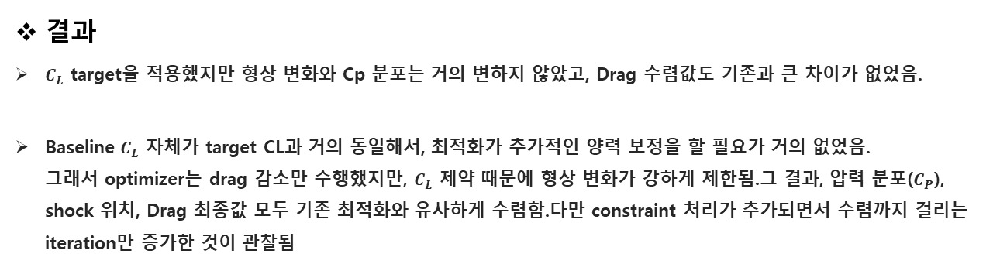 ❖ 결과
➢ C_L target을 적용했지만 형상 변화와 Cp 분포는 거의 변하지 않았고, Drag 수렴값도 기존과 큰 차이가 없었음.
➢ Baseline C_L 자체가 target CL과 거의 동일해서, 최적화가 추가적인 양력 보정을 할 필요가 거의 없었음.
그래서 optimizer는 drag 감소만 수행했지만, C_L 제약 때문에 형상 변화가 강하게 제한됨.그 결과, 압력 분포(C_P),
shock 위치, Drag 최종값 모두 기존 최적화와 유사하게 수렴함.다만 constraint 처리가 추가되면서 수렴까지 걸리는
iteration만 증가한 것이 관찰됨